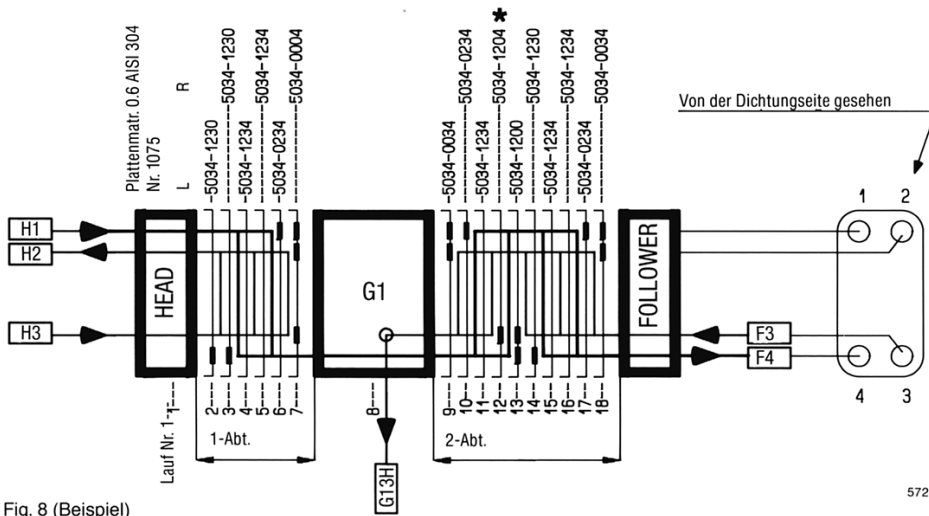 Plattenmatr. 0.6 AISI 304
Nr. 1075
L R
5034-1230
5034-1230
5034-1234
5034-1234
5034-0234
5034-0004
5034-0034
5034-0234
5034-1234
5034-1204
*
5034-1200
5034-1230
5034-1234
5034-1234
5034-0234
5034-0034
Von der Dichtungseite gesehen
H1
H2
H3
HEAD
G1
FOLLOWER
F3
F4
1 2
4 3
Lauf Nr. 1
2
3
4
5
6
7
8
9
10
11
12
13
14
15
16
17
18
1-Abt.
2-Abt.
G13H
572
Fig. 8 (Beispiel)